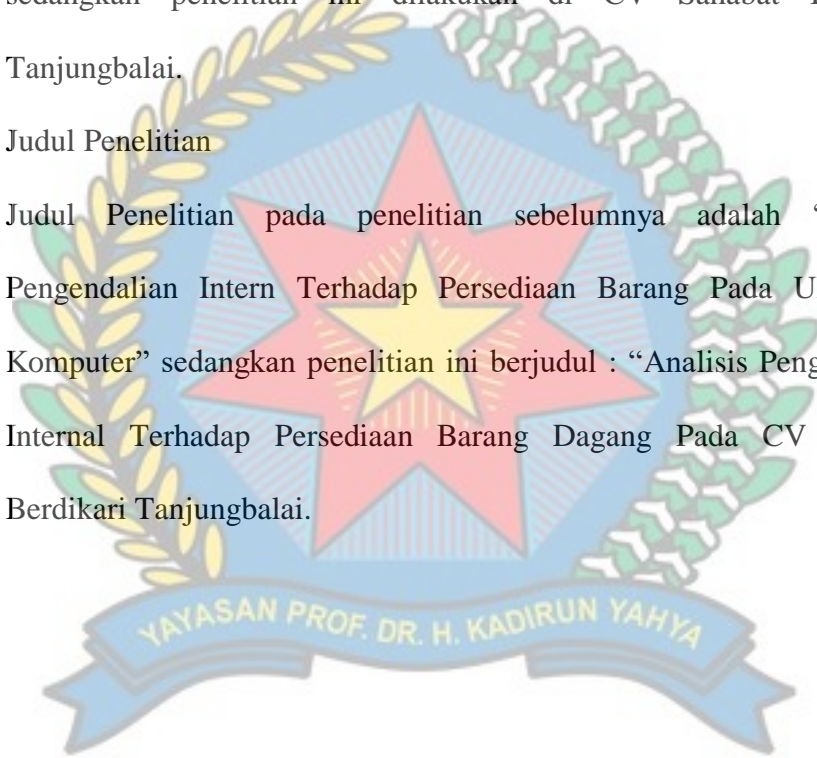 sedangkan penelitian ini dilakukan di CV Sahabat
Tanjungbalai.
Judul Penelitian
Judul Penelitian pada penelitian sebelumnya adalah “
Pengendalian Intern Terhadap Persediaan Barang Pada U
Komputer” sedangkan penelitian ini berjudul : “Analisis Peng
Internal Terhadap Persediaan Barang Dagang Pada CV
Berdikari Tanjungbalai.
YAYASAN PROF. DR. H. KADIRUN YAHYA